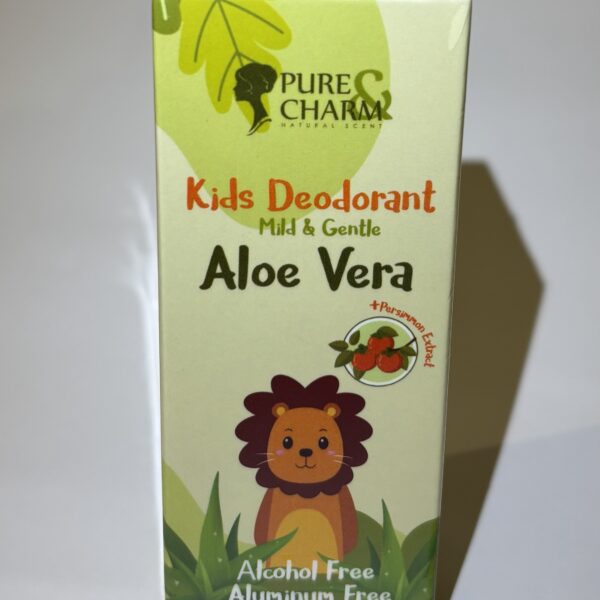 PURE &
CHARM
NATURAL SCENT
Kids Deodorant
Mild & Gentle
Aloe Vera
+Persimmon Extract
Alcohol Free
Aluminum Free